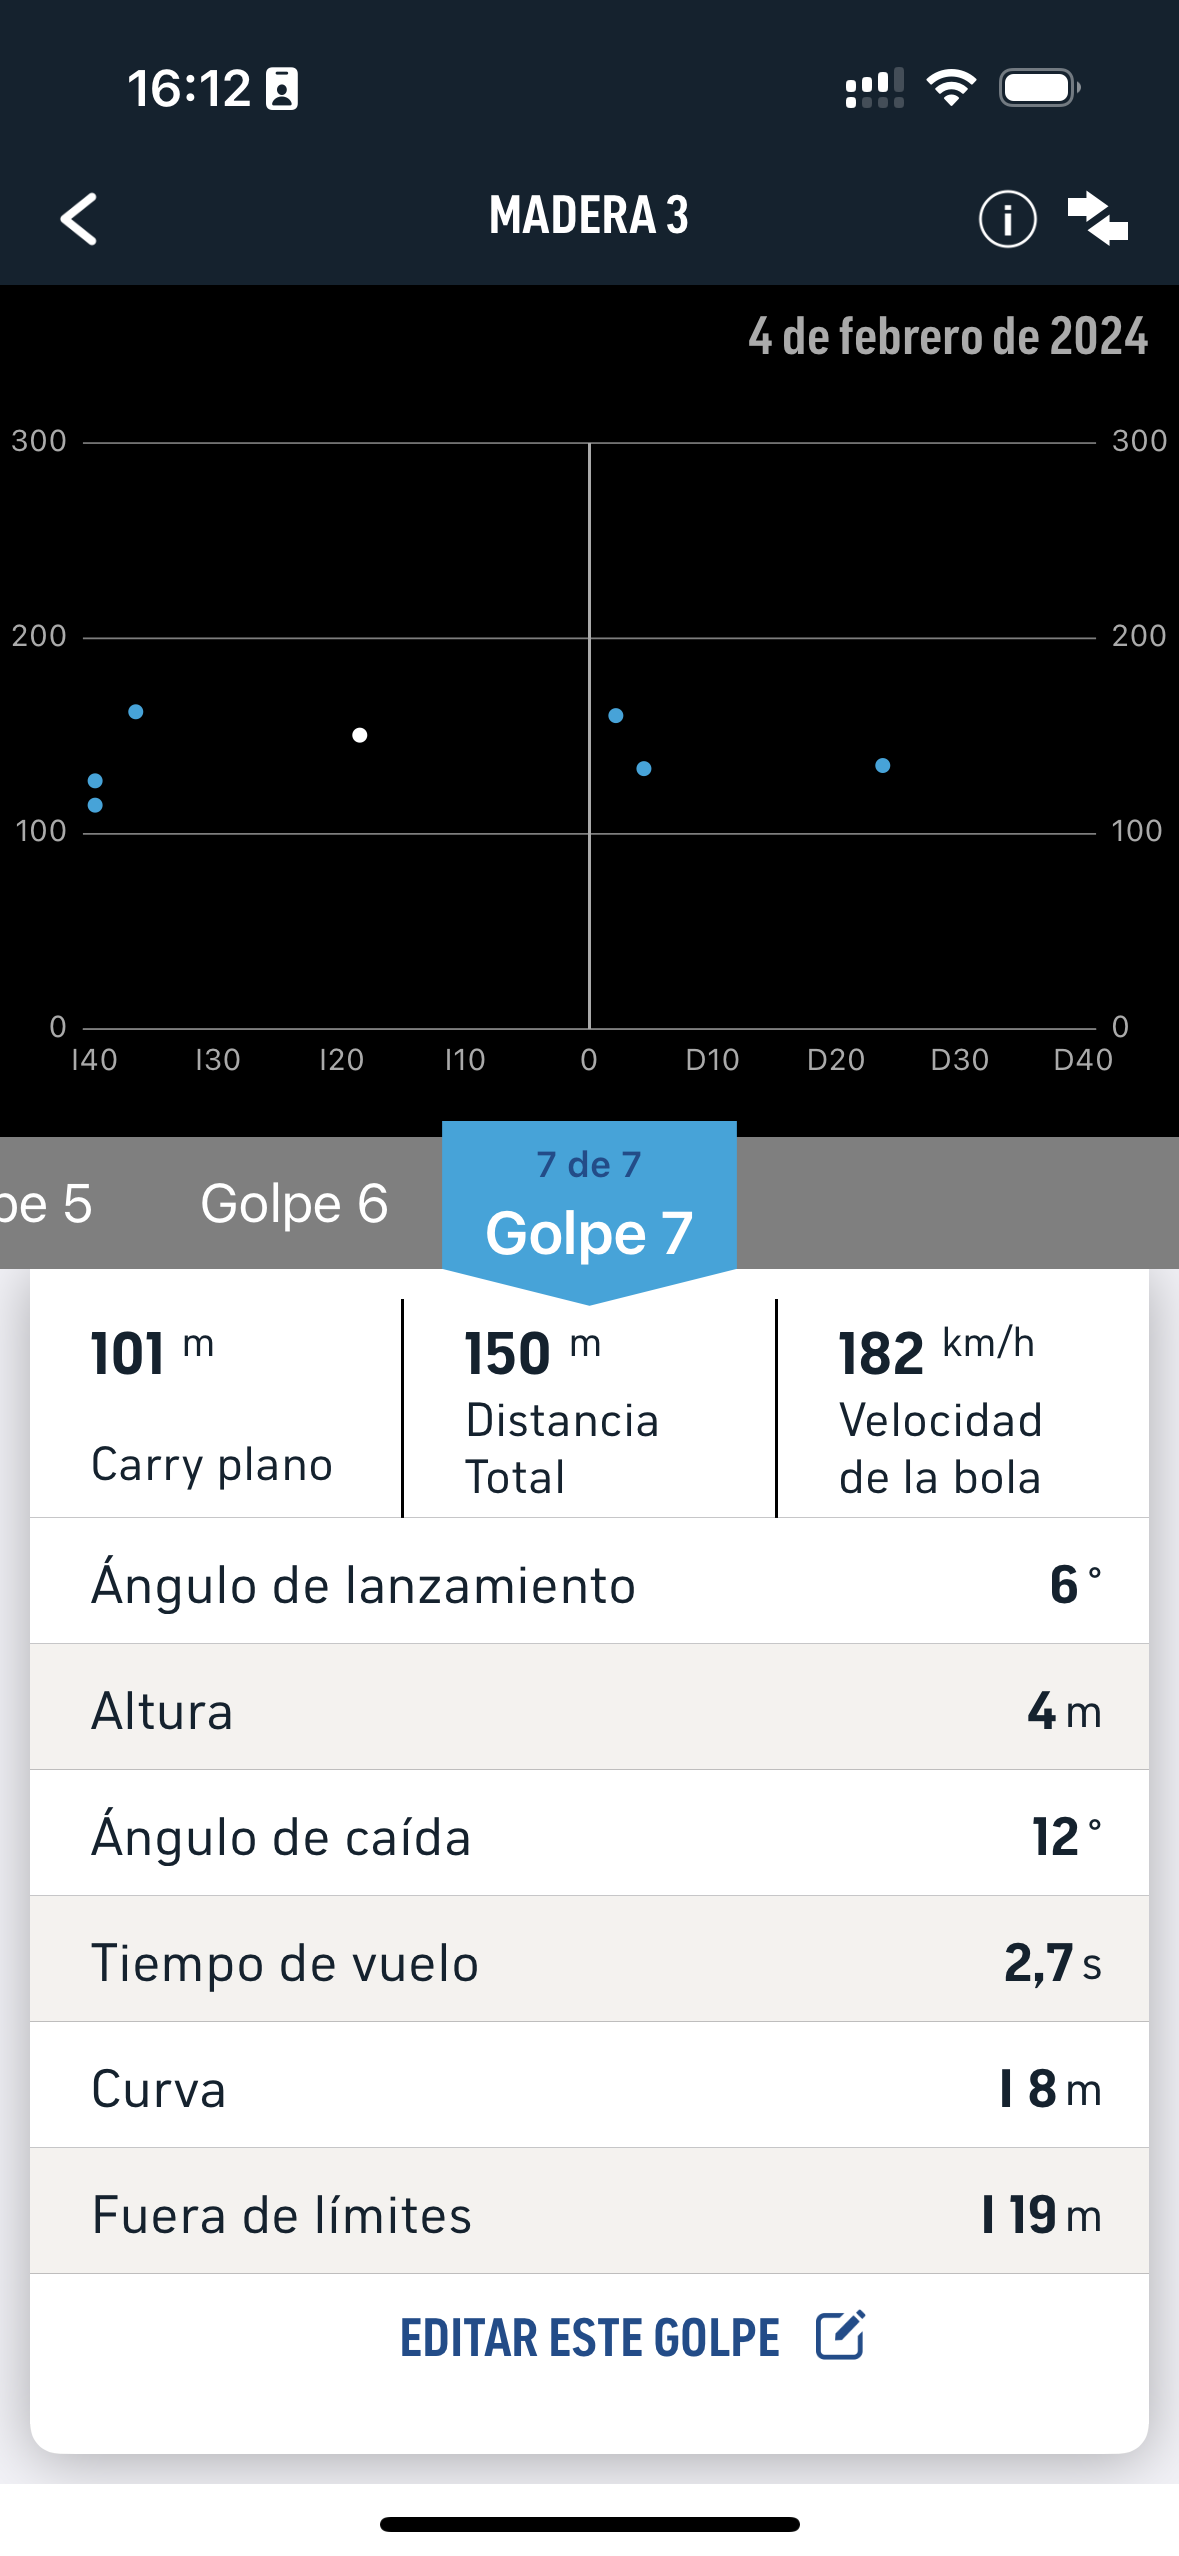 16:12
MADERA 3
4 de febrero de 2024
300 300
200 200
100 100
0 0
I40 I30 I20 I10 0 D10 D20 D30 D40
pe 5 Golpe 6
7 de 7
Golpe 7
101 m
Carry plano
150 m
Distancia
Total
182 km/h
Velocidad
de la bola
Ángulo de lanzamiento 6 °
Altura 4 m
Ángulo de caída 12 °
Tiempo de vuelo 2,7 s
Curva I 8 m
Fuera de límites I 19 m
EDITAR ESTE GOLPE